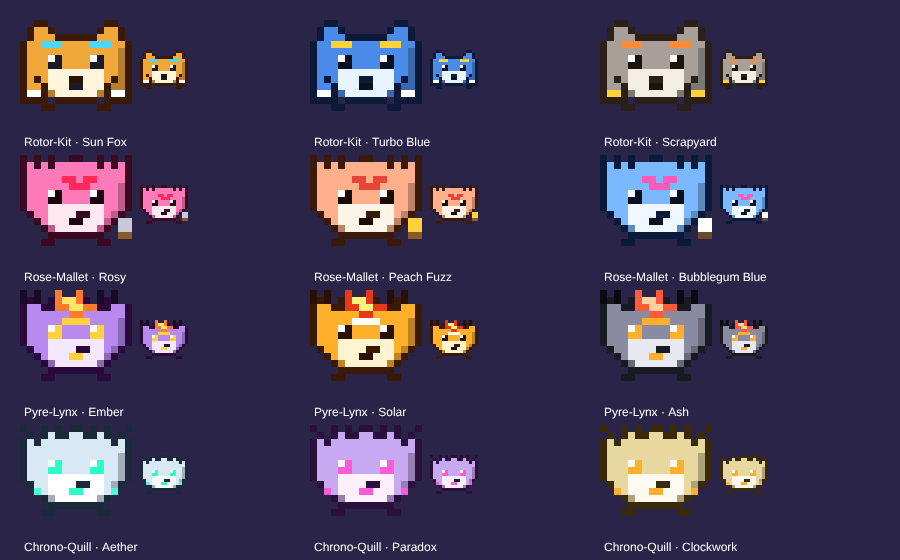 Rotor-Kit · Sun Fox
Rotor-Kit · Turbo Blue
Rotor-Kit · Scrapyard
Rose-Mallet · Rosy
Rose-Mallet · Peach Fuzz
Rose-Mallet · Bubblegum Blue
Pyre-Lynx · Ember
Pyre-Lynx · Solar
Pyre-Lynx · Ash
Chrono-Quill · Aether
Chrono-Quill · Paradox
Chrono-Quill · Clockwork